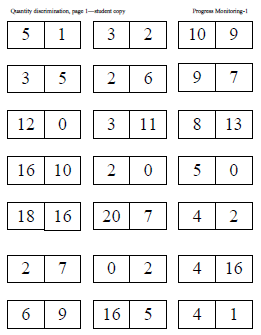 Quantity discrimination, page 1—student copy Progress Monitoring-1
5 1 3 2 10 9
3 5 2 6 9 7
12 0 3 11 8 13
16 10 2 0 5 0
18 16 20 7 4 2
2 7 0 2 4 16
6 9 16 5 4 1